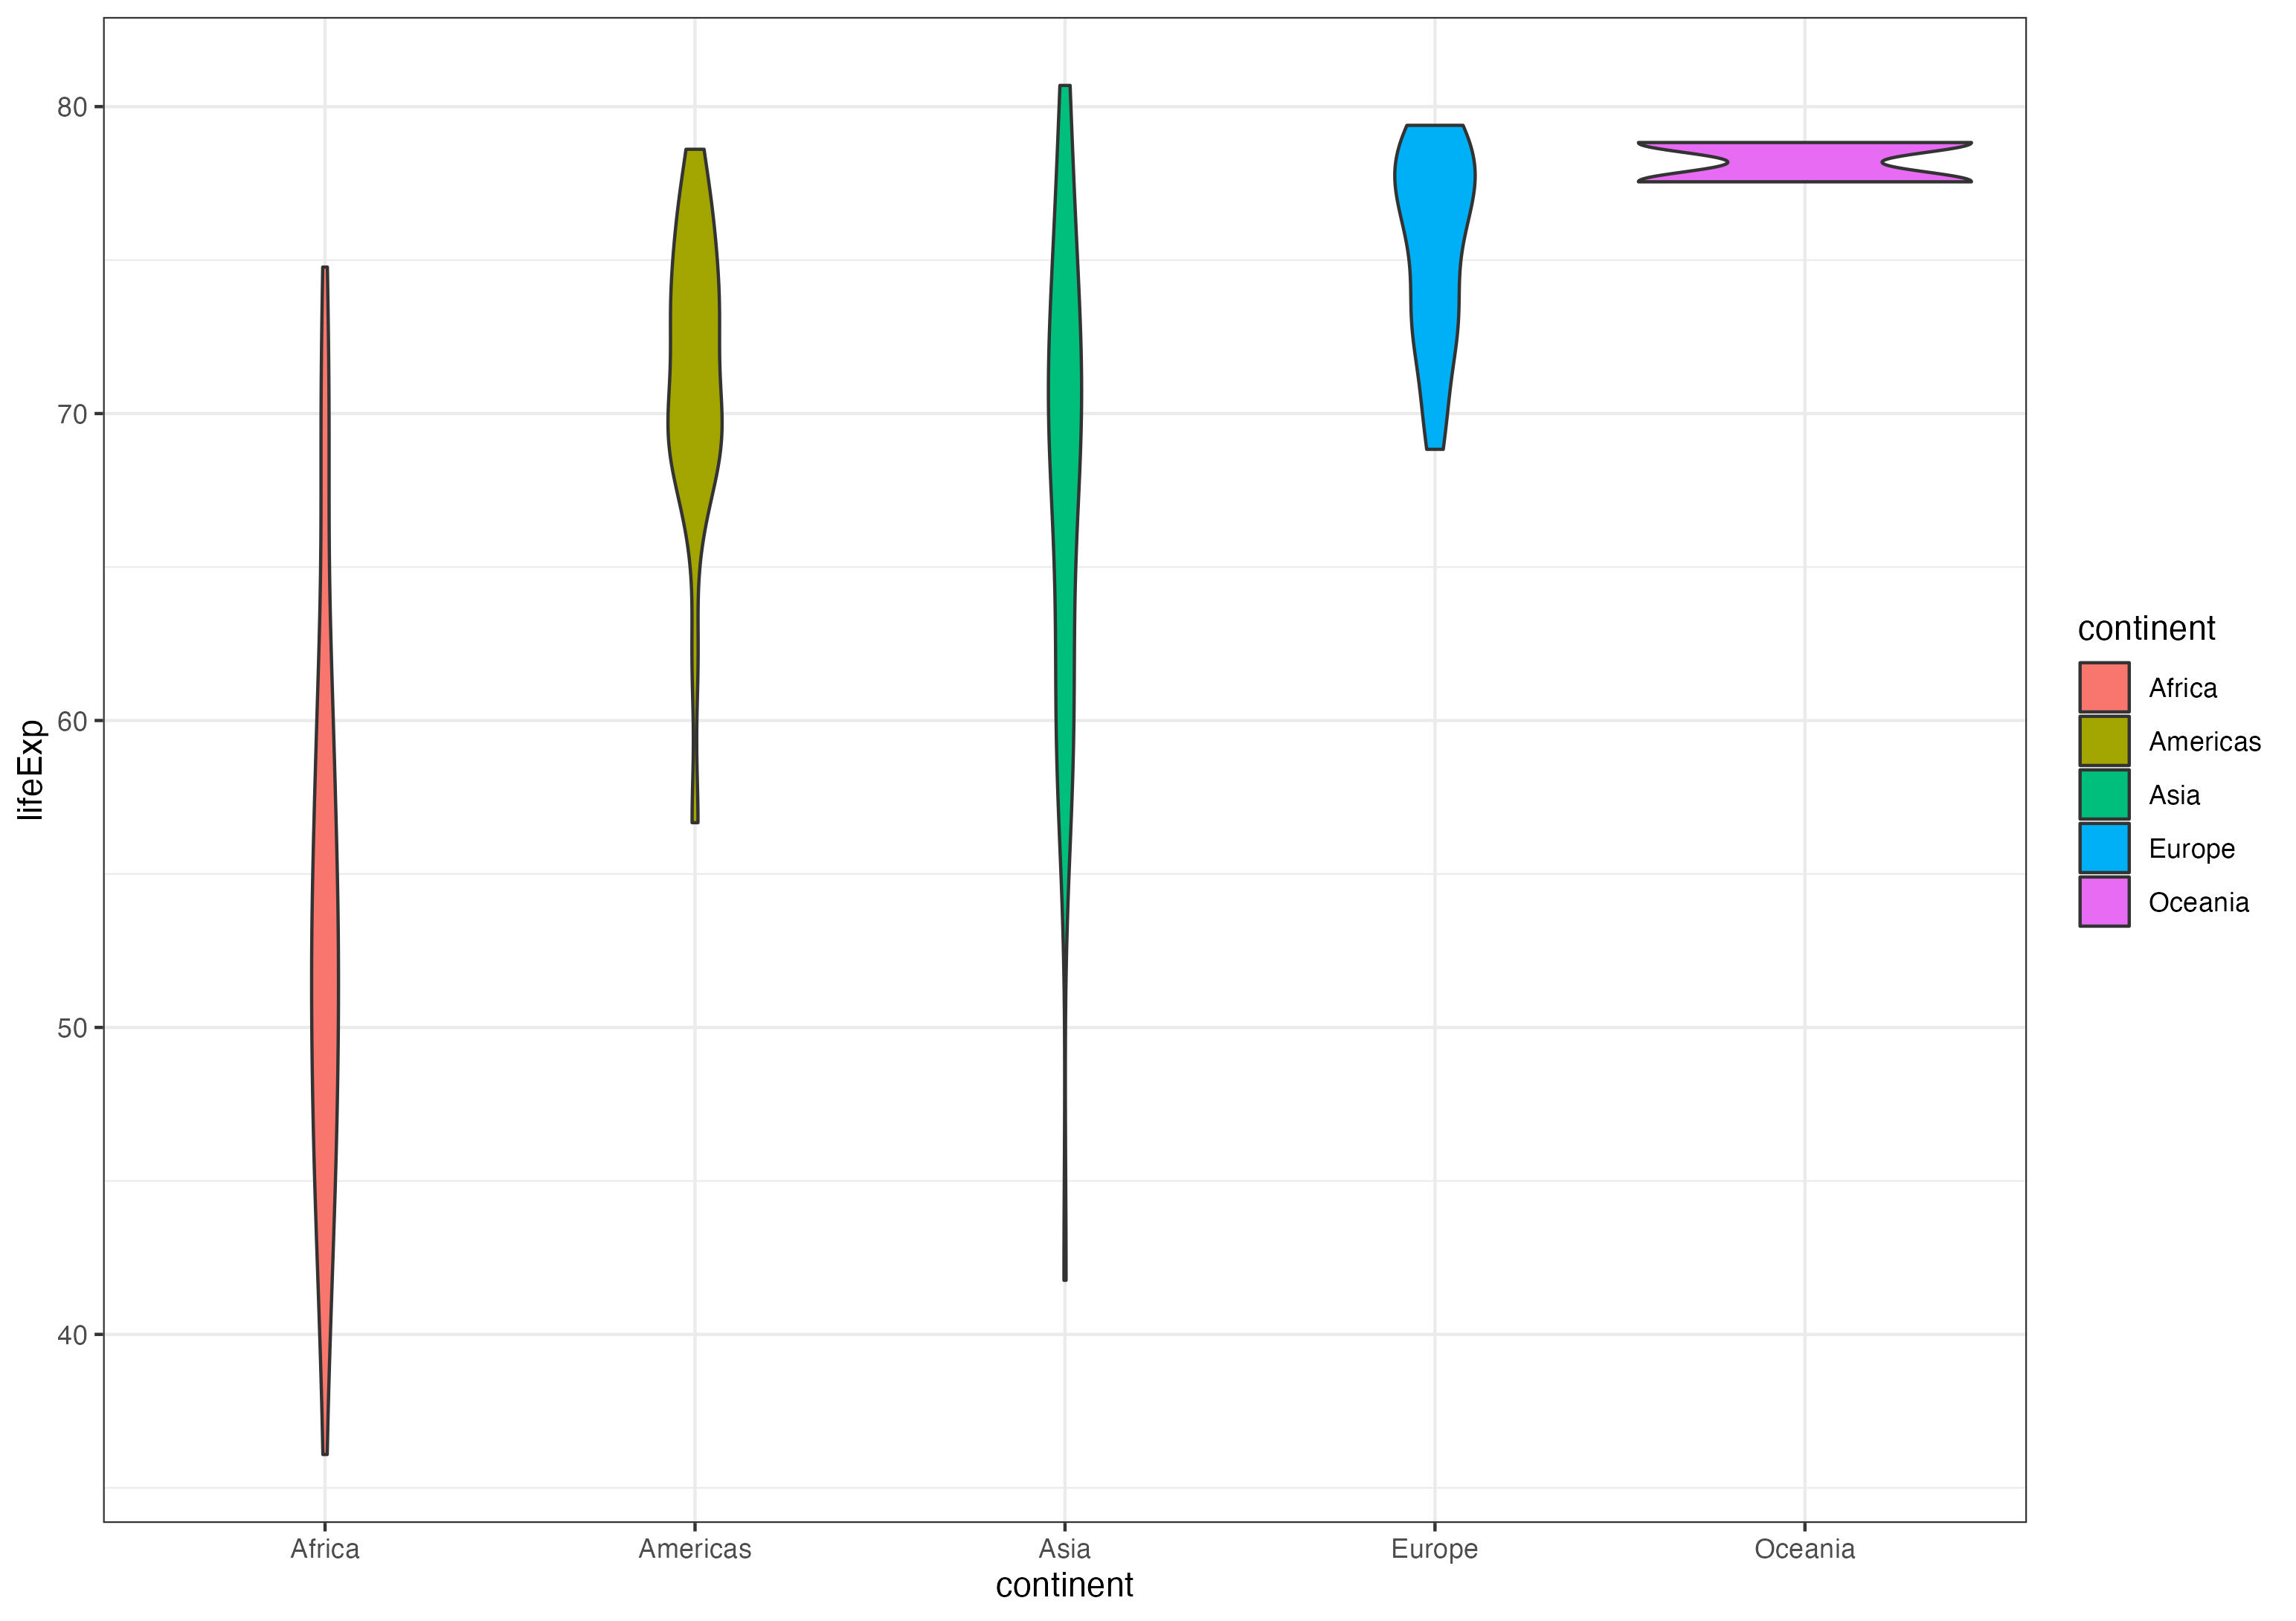 80
70
60
50
40
lifeExp
Africa
Americas
Asia
Europe
Oceania
continent
continent
Africa
Americas
Asia
Europe
Oceania